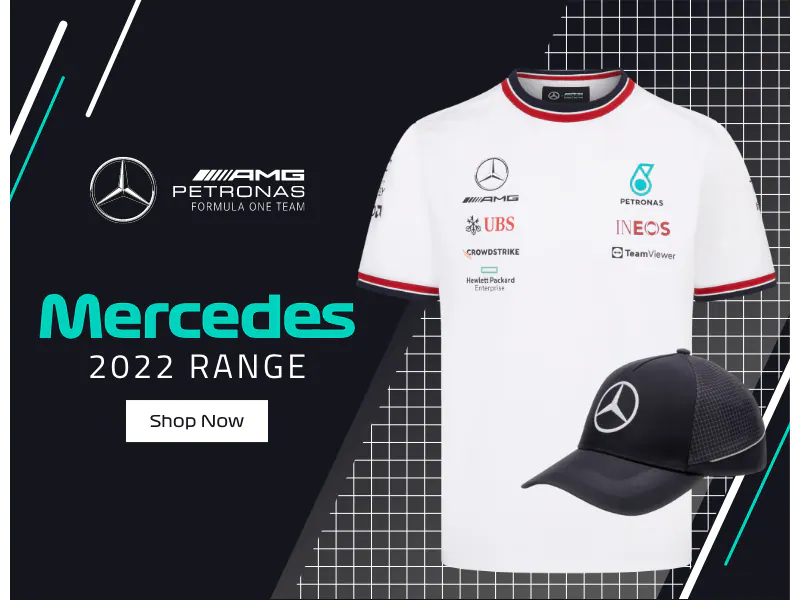 AMG
PETRONAS
FORMULA ONE TEAM
Mercedes
2022 RANGE
Shop Now
AMG
UBS
CROWDSTRIKE
Hewlett Packard
Enterprise
PETRONAS
INEOS
TeamViewer